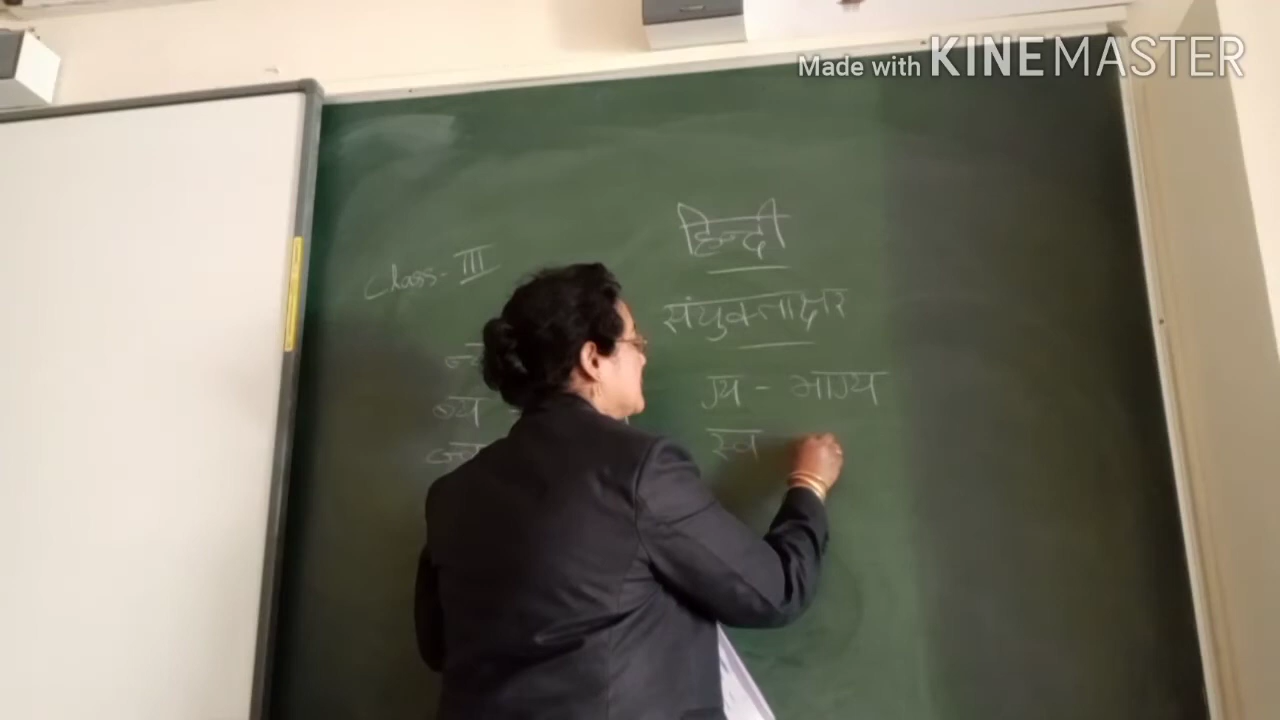 Made with KINEMASTER
हिन्दी
Class - III
संयुक्ताक्षर
ग्य - भाग्य
ब्य -
स्व